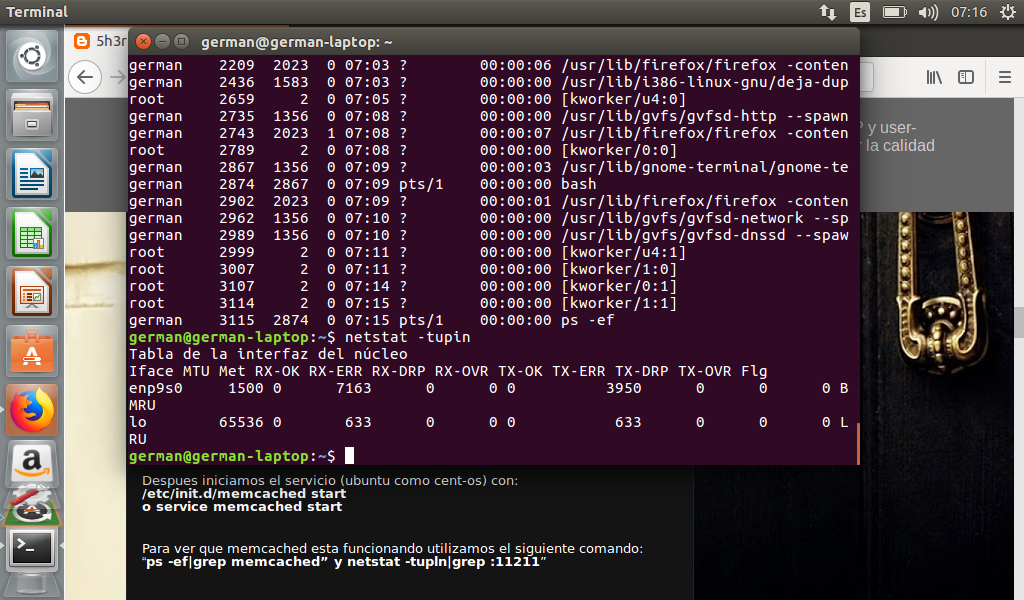 Terminal
Es
07:16
5h3r
german@german-laptop: ~
german    2209  2023  0 07:03 ?        00:00:06 /usr/lib/firefox/firefox -conten
german    2436  1583  0 07:03 ?        00:00:00 /usr/lib/i386-linux-gnu/deja-dup
root      2659     2  0 07:05 ?        00:00:00 [kworker/u4:0]
german    2735  1356  0 07:08 ?        00:00:00 /usr/lib/gvfs/gvfsd-http --spawn
german    2743  2023  1 07:08 ?        00:00:07 /usr/lib/firefox/firefox -conten
root      2789     2  0 07:08 ?        00:00:00 [kworker/0:0]
german    2867  1356  0 07:09 ?        00:00:03 /usr/lib/gnome-terminal/gnome-te
german    2874  2867  0 07:09 pts/1    00:00:00 bash
german    2902  2023  0 07:09 ?        00:00:01 /usr/lib/firefox/firefox -conten
german    2962  1356  0 07:10 ?        00:00:00 /usr/lib/gvfs/gvfsd-network --sp
german    2989  1356  0 07:10 ?        00:00:00 /usr/lib/gvfs/gvfsd-dnssd --spaw
root      2999     2  0 07:11 ?        00:00:00 [kworker/u4:1]
root      3007     2  0 07:11 ?        00:00:00 [kworker/1:0]
root      3107     2  0 07:14 ?        00:00:00 [kworker/0:1]
root      3114     2  0 07:15 ?        00:00:00 [kworker/1:1]
german    3115  2874  0 07:15 pts/1    00:00:00 ps -ef
german@german-laptop:~$ netstat -tupin
Tabla de la interfaz del núcleo
Iface MTU Met RX-OK RX-ERR RX-DRP RX-OVR TX-OK TX-ERR TX-DRP TX-OVR Flg
enp9s0     1500 0      7163      0      0 0          3950      0      0      0 B
MRU
lo        65536 0       633      0      0 0           633      0      0      0 L
RU
german@german-laptop:~$
y user-
la calidad
Despues iniciamos el servicio (ubuntu como cent-os) con:
/etc/init.d/memcached start
o service memcached start
Para ver que memcached esta funcionando utilizamos el siguiente comando:
“ps -ef|grep memcached” y netstat -tupln|grep :11211”